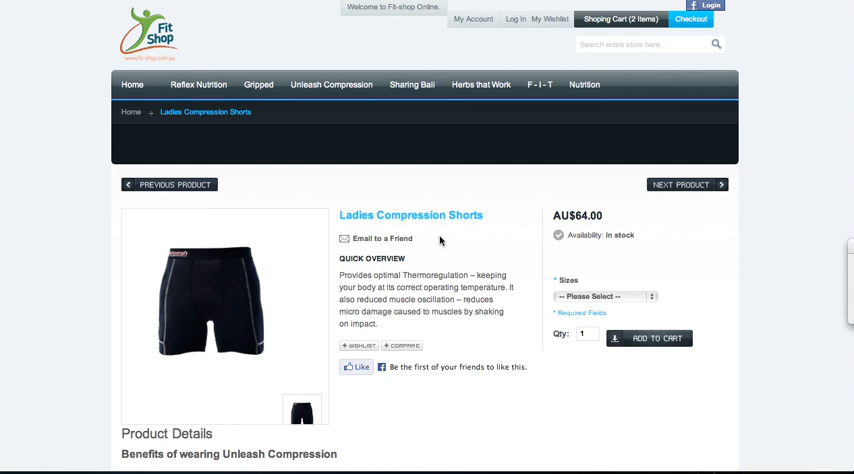 Login
Welcome to Fit-shop Online.
My Account Log In My Wishlist Shoping Cart (2 items) Checkout
Fit
Shop
www.fit-shop.com.au
Search entire store here...
Home Reflex Nutrition Gripped Unleash Compression Sharing Ball Herbs that Work F - I - T Nutrition
Home → Ladies Compression Shorts
PREVIOUS PRODUCT NEXT PRODUCT
Ladies Compression Shorts
Email to a Friend
QUICK OVERVIEW
Provides optimal Thermoregulation – keeping
your body at its correct operating temperature. It
also reduced muscle oscillation – reduces
micro damage caused to muscles by shaking
on impact.
+ WISHLIST + COMPARE
Like Be the first of your friends to like this.
AU$64.00
Availability: In stock
* Sizes
-- Please Select --
* Required Fields
Qty: 1 ADD TO CART
Product Details
Benefits of wearing Unleash Compression